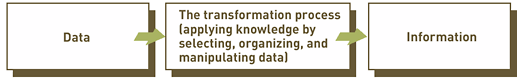 Data
The transformation process
(applying knowledge by
selecting, organizing, and
manipulating data)
Information